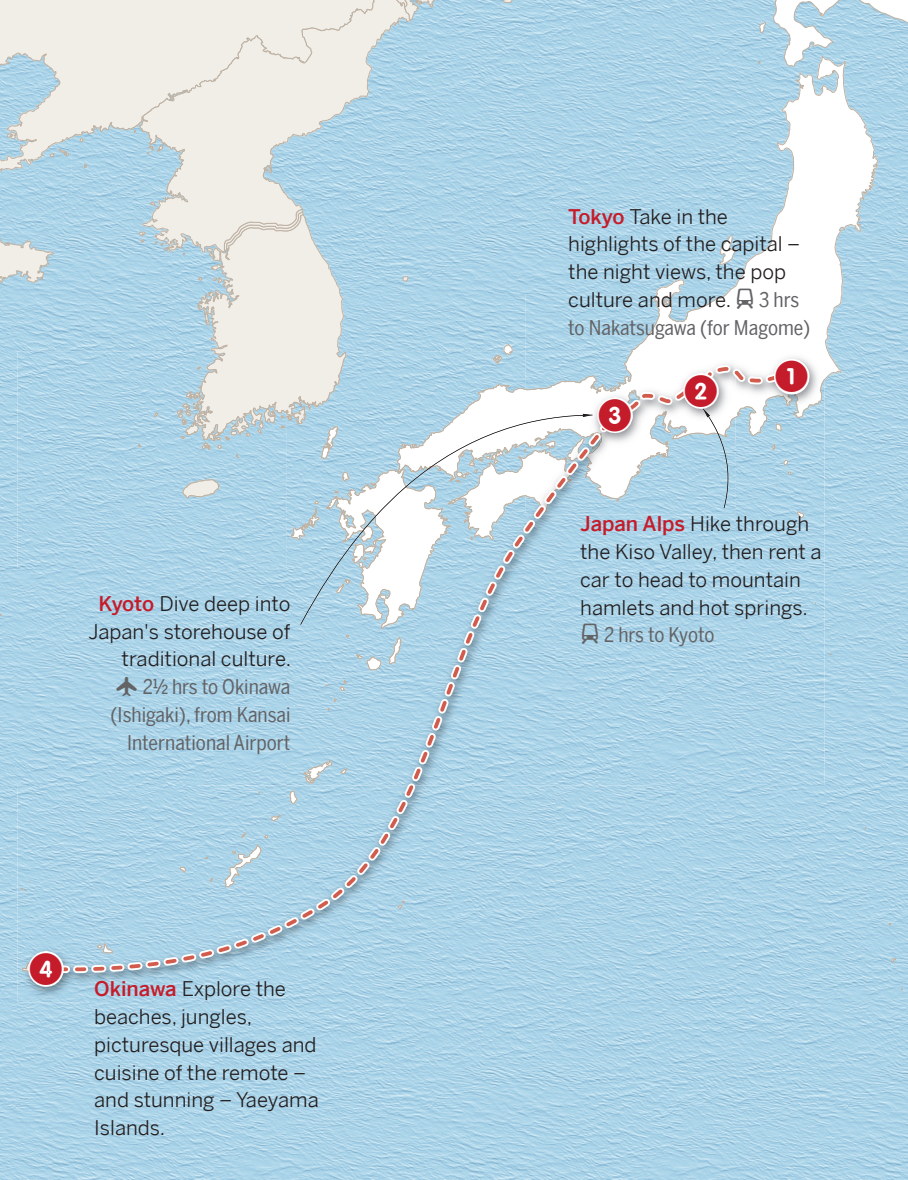 Tokyo Take in the
highlights of the capital –
the night views, the pop
culture and more. 3 hrs
to Nakatsugawa (for Magome)
1
2
3
Japan Alps Hike through
the Kiso Valley, then rent a
car to head to mountain
hamlets and hot springs.
2 hrs to Kyoto
Kyoto Dive deep into
Japan's storehouse of
traditional culture.
2½ hrs to Okinawa
(Ishigaki), from Kansai
International Airport
4
Okinawa Explore the
beaches, jungles,
picturesque villages and
cuisine of the remote –
and stunning – Yaeyama
Islands.